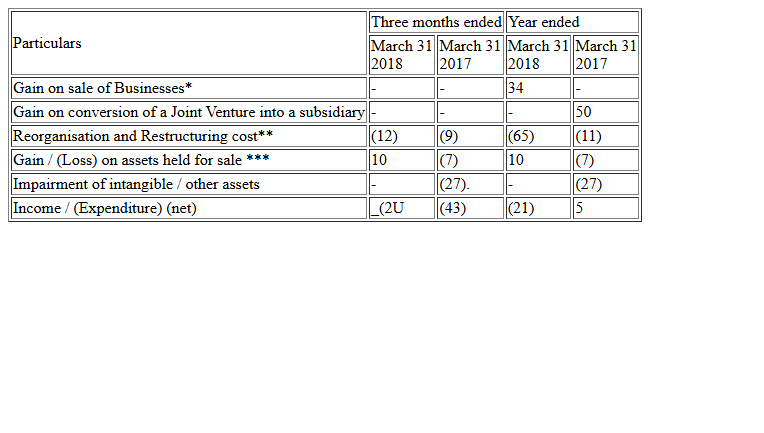 Particulars Three months ended Year ended
March 31 2018 March 31 2017 March 31 2018 March 31 2017
Gain on sale of Businesses* - - 34 -
Gain on conversion of a Joint Venture into a subsidiary - - - 50
Reorganisation and Restructuring cost** (12) (9) (65) (11)
Gain / (Loss) on assets held for sale *** 10 (7) 10 (7)
Impairment of intangible / other assets - (27). - (27)
Income / (Expenditure) (net) _(2U (43) (21) 5